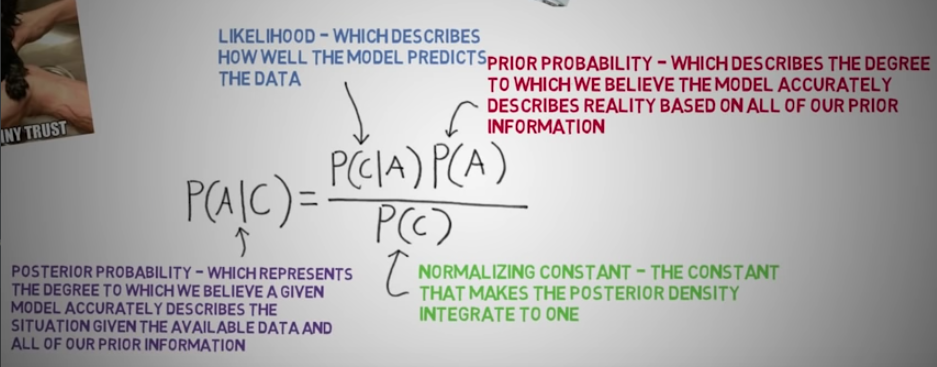 LIKELIHOOD - WHICH DESCRIBES
HOW WELL THE MODEL PREDICTS
THE DATA
PRIOR PROBABILITY - WHICH DESCRIBES THE DEGREE
TO WHICH WE BELIEVE THE MODEL ACCURATELY
DESCRIBES REALITY BASED ON ALL OF OUR PRIOR
INFORMATION
TRUST
P(C|A) P(A)
P(A|C) =
P(C)
POSTERIOR PROBABILITY - WHICH REPRESENTS
THE DEGREE TO WHICH WE BELIEVE A GIVEN
MODEL ACCURATELY DESCRIBES THE
SITUATION GIVEN THE AVAILABLE DATA AND
ALL OF OUR PRIOR INFORMATION
NORMALIZING CONSTANT - THE CONSTANT
THAT MAKES THE POSTERIOR DENSITY
INTEGRATE TO ONE